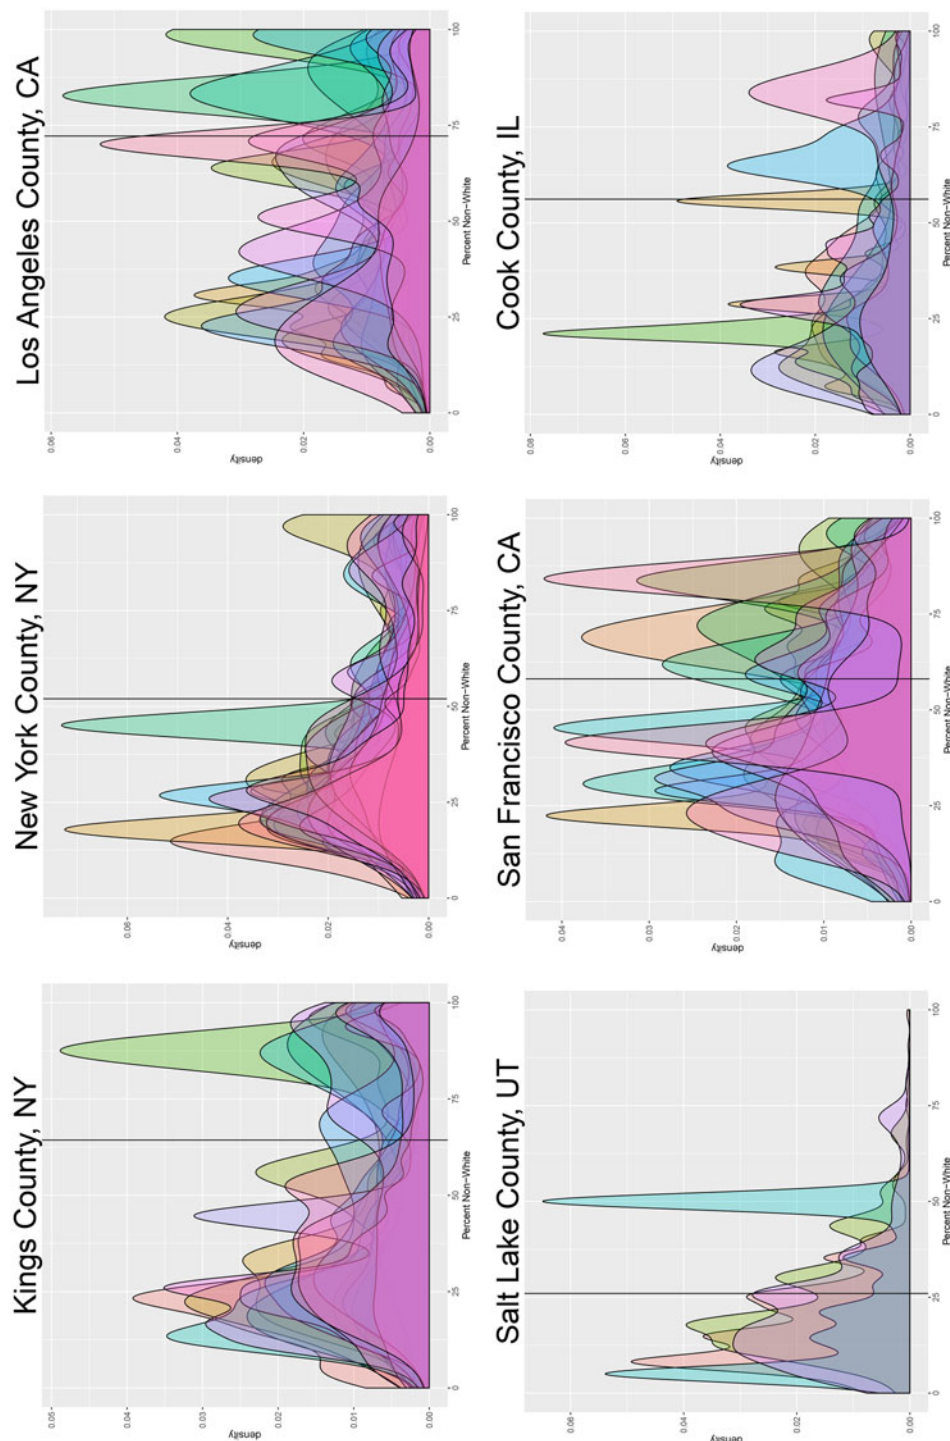 Kings County, NY
0.05
0.03
0.02
0.01
0.00
density
0 25 50 75 100
Percent Non-White
New York County, NY
0.06
0.04
0.02
0.00
density
0 25 50 75 100
Percent Non-White
Los Angeles County, CA
0.06
0.04
0.02
0.00
density
0 25 50 75 100
Percent Non-White
Salt Lake County, UT
0.06
0.04
0.02
0.00
density
0 25 50 75 100
Percent Non-White
San Francisco County, CA
0.04
0.03
0.02
0.01
0.00
density
0 25 50 75 100
Percent Non-White
Cook County, IL
0.08
0.06
0.04
0.02
0.00
density
0 25 50 75 100
Percent Non-White